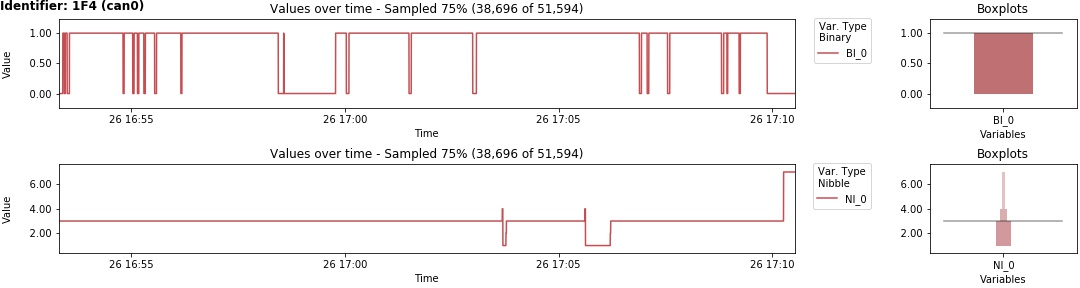 Identifier: 1F4 (can0)
Values over time - Sampled 75% (38,696 of 51,594)
Boxplots
Value
1.00
0.50
0.00
26 16:55
26 17:00
26 17:05
26 17:10
Time
Var. Type
Binary
BI_0
1.00
0.50
0.00
BI_0
Variables
Values over time - Sampled 75% (38,696 of 51,594)
Boxplots
Value
6.00
4.00
2.00
26 16:55
26 17:00
26 17:05
26 17:10
Time
Var. Type
Nibble
NI_0
6.00
4.00
2.00
NI_0
Variables